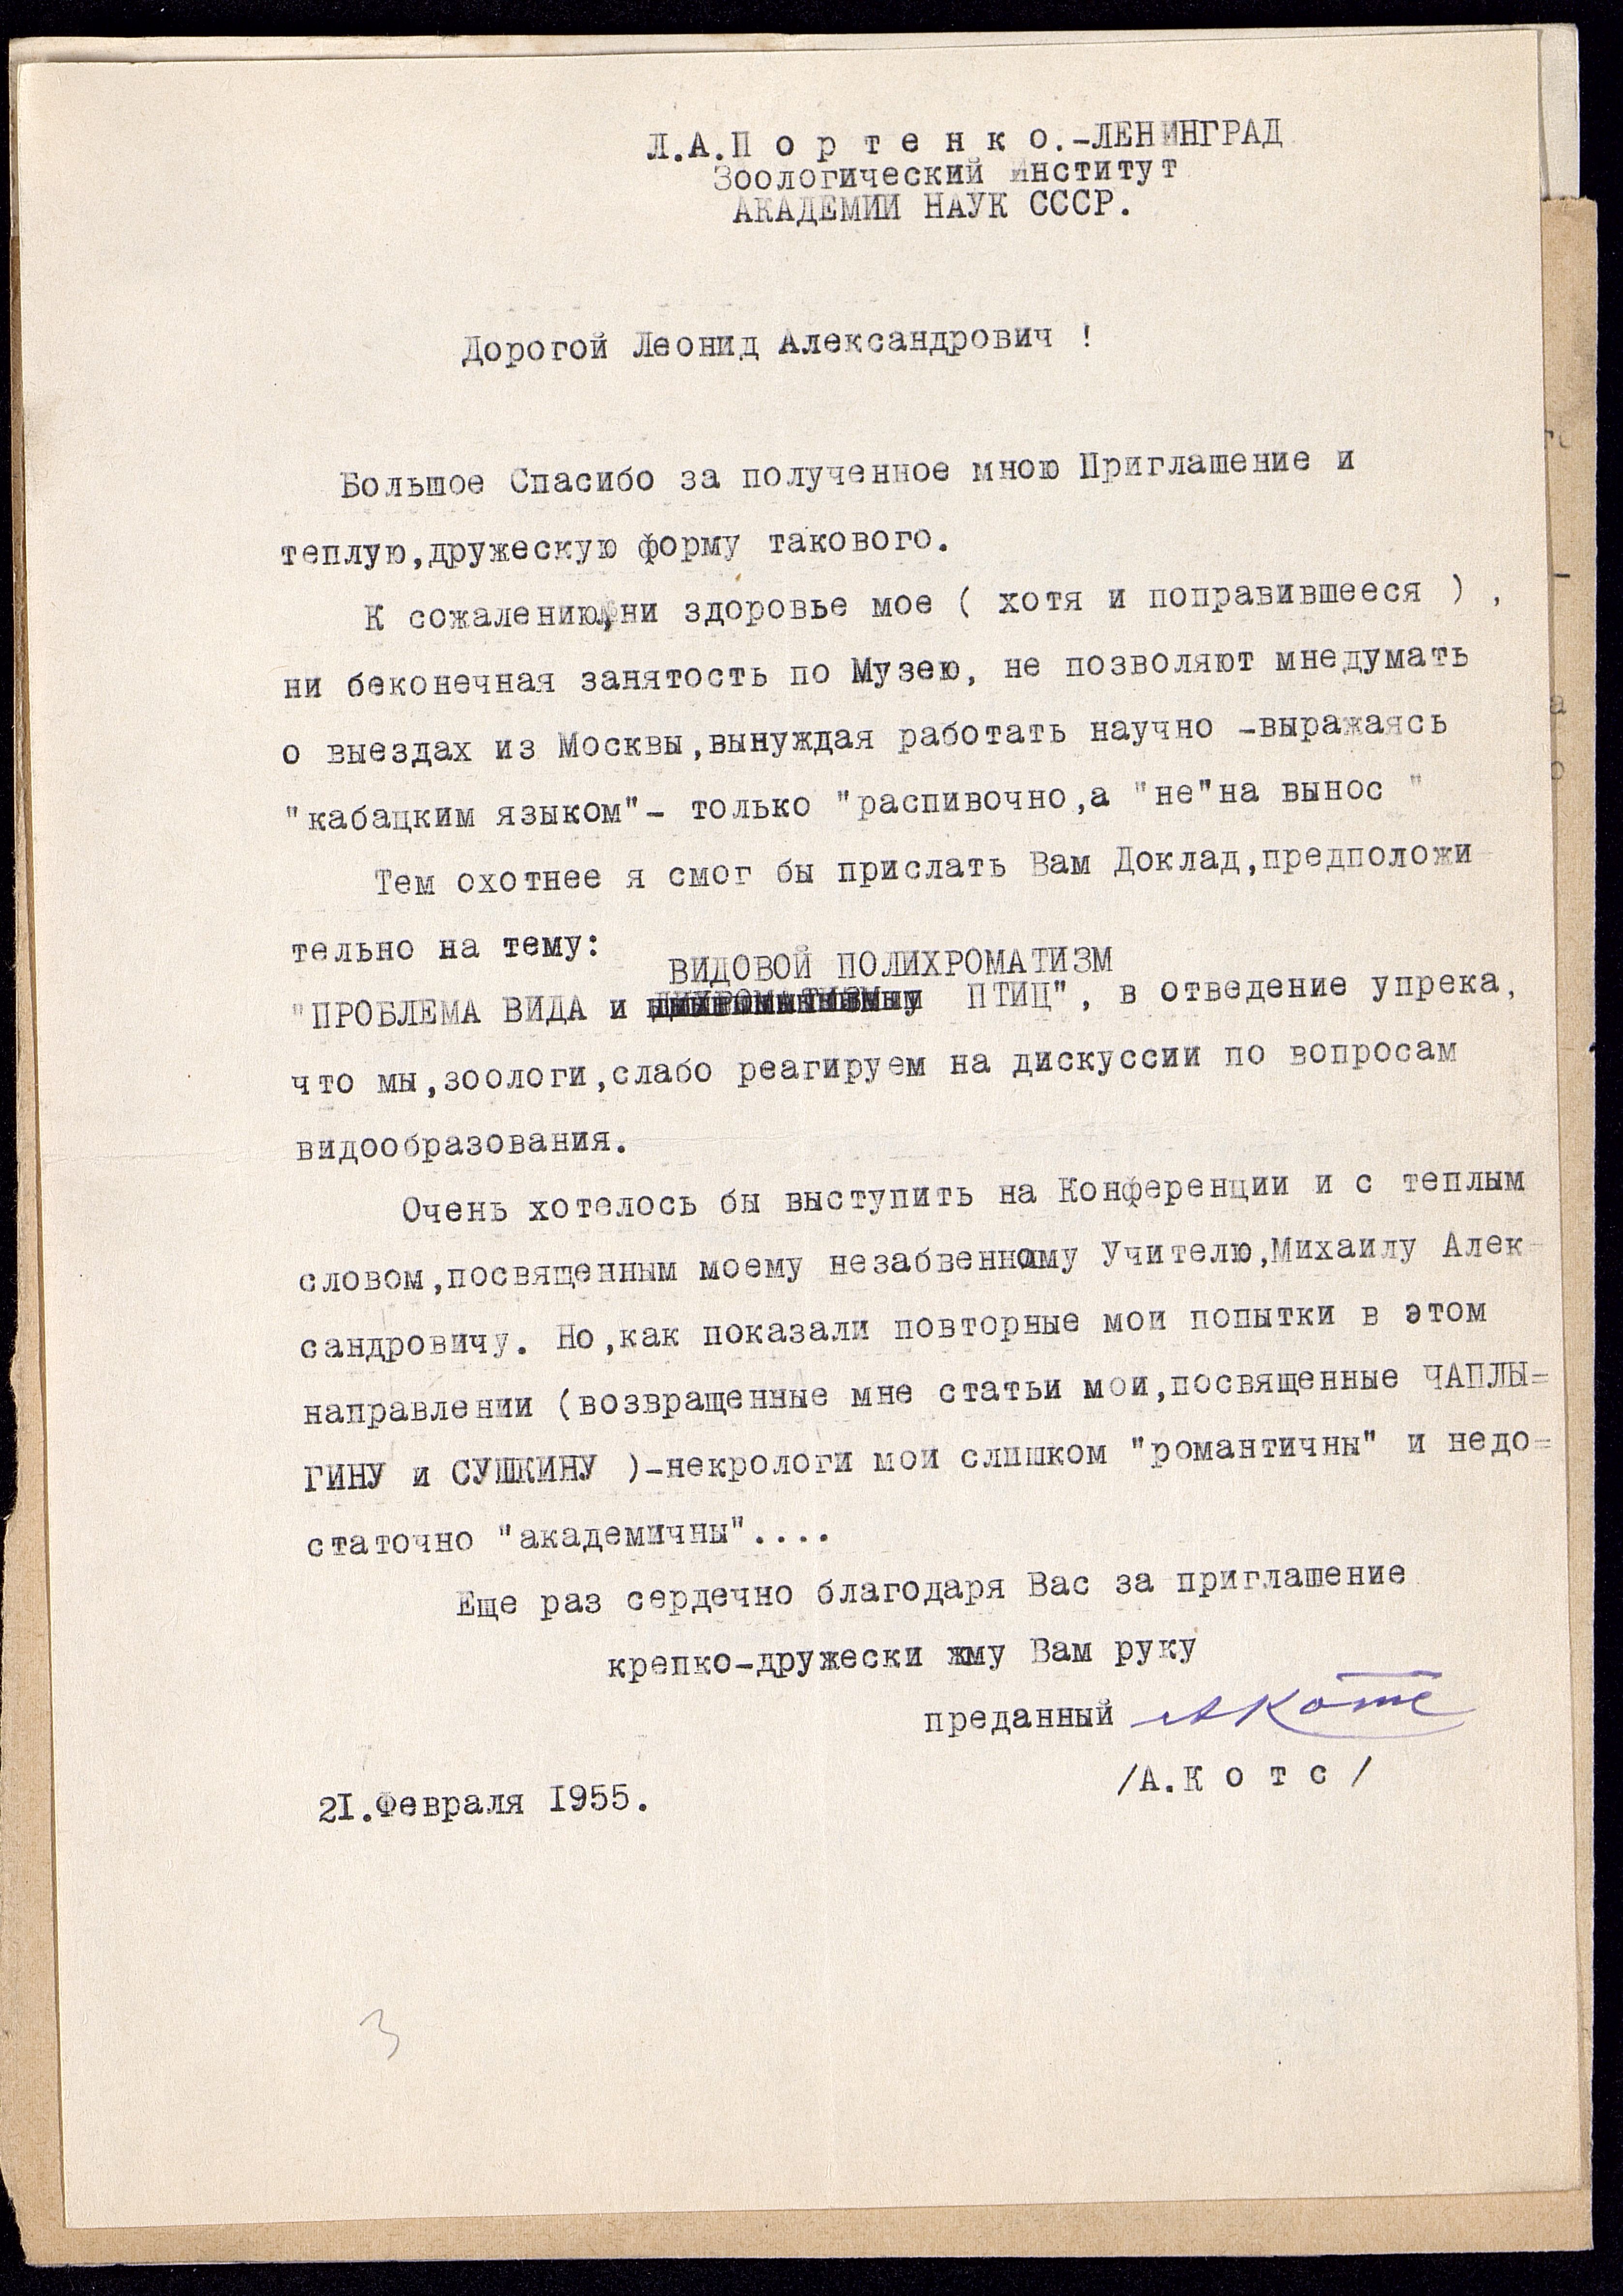 Л.А.П о р т е н к о.-ЛЕНИНГРАД
Зоологический Институт
АКАДЕМИИ НАУК СССР.
Дорогой Леонид Александрович !
Большое Спасибо за полученное мною Приглашение и
теплую,дружескую форму такового.
К сожалению,ни здоровье мое ( хотя и поправившееся ) ,
ни беконечная занятость по Музею, не позволяют мнедумать
о выездах из Москвы,вынуждая работать научно -выражаясь
"кабацким языком"- только "распивочно,а "не"на вынос "
Тем охотнее я смог бы прислать Вам Доклад,предположи-
тельно на тему:
ВИДОВОЙ ПОЛИХРОМАТИЗМ
"ПРОБЛЕМА ВИДА и ПТИЦ", в отведение упрека,
что мы,зоологи,слабо реагируем на дискуссии по вопросам
видообразования.
Очень хотелось бы выступить на Конференции и с теплым
словом,посвященным моему незабвенному Учителю,Михаилу Алек=
сандровичу. Но,как показали повторные мои попытки в этом
направлении (возвращенные мне статьи мои,посвященные ЧАПЛЫ=
ГИНУ и СУШКИНУ )-некрологи мои слишком "романтичны" и недо=
статочно "академичны"....
Еще раз сердечно благодаря Вас за приглашение
крепко-дружески жму Вам руку
преданный АКотс
/А.К о т с /
21.Февраля 1955.
3